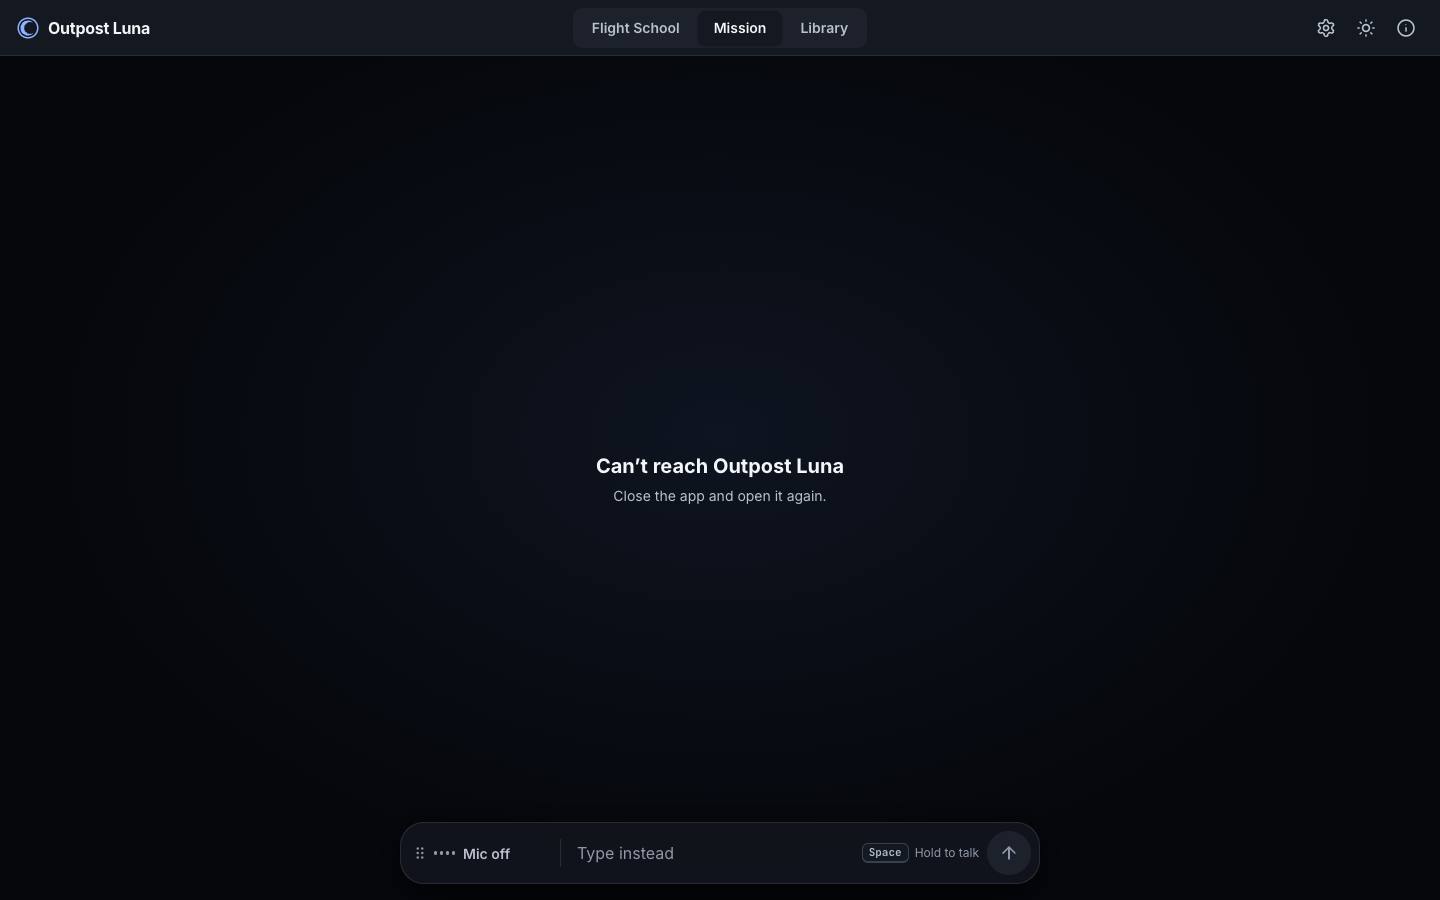 Outpost Luna
Flight School
Mission
Library
Can’t reach Outpost Luna
Close the app and open it again.
Mic off
Type instead
Space
Hold to talk